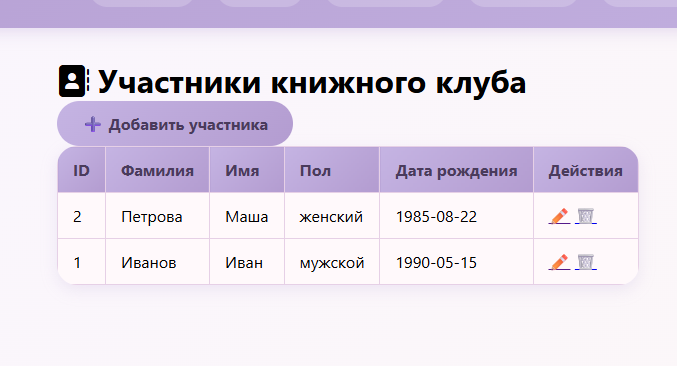 Участники книжного клуба
Добавить участника
ID Фамилия Имя Пол Дата рождения Действия
2 Петрова Маша женский 1985-08-22
1 Иванов Иван мужской 1990-05-15